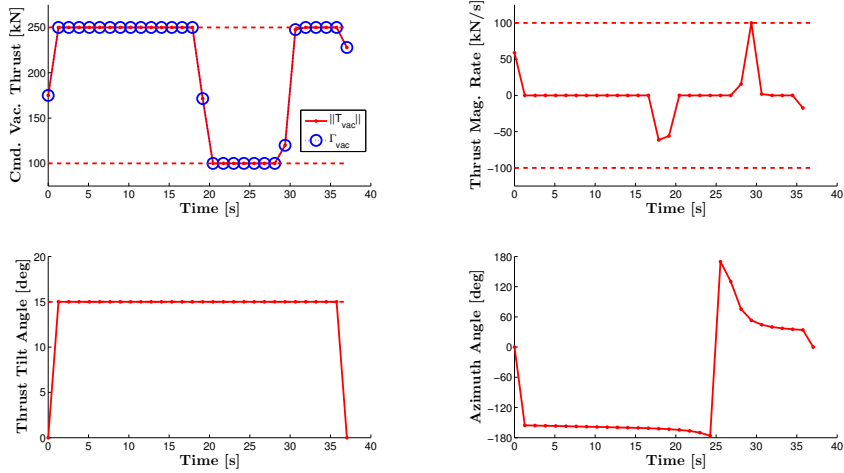 Cmd. Vac. Thrust [kN]
250
200
150
100
0 5 10 15 20 25 30 35 40
Time [s]
||T_vac||
Γ_vac
Thrust Mag. Rate [kN/s]
100
50
0
−50
−100
0 5 10 15 20 25 30 35 40
Time [s]
Thrust Tilt Angle [deg]
20
15
10
5
0
0 5 10 15 20 25 30 35 40
Time [s]
Azimuth Angle [deg]
180
120
60
0
−60
−120
−180
0 5 10 15 20 25 30 35 40
Time [s]